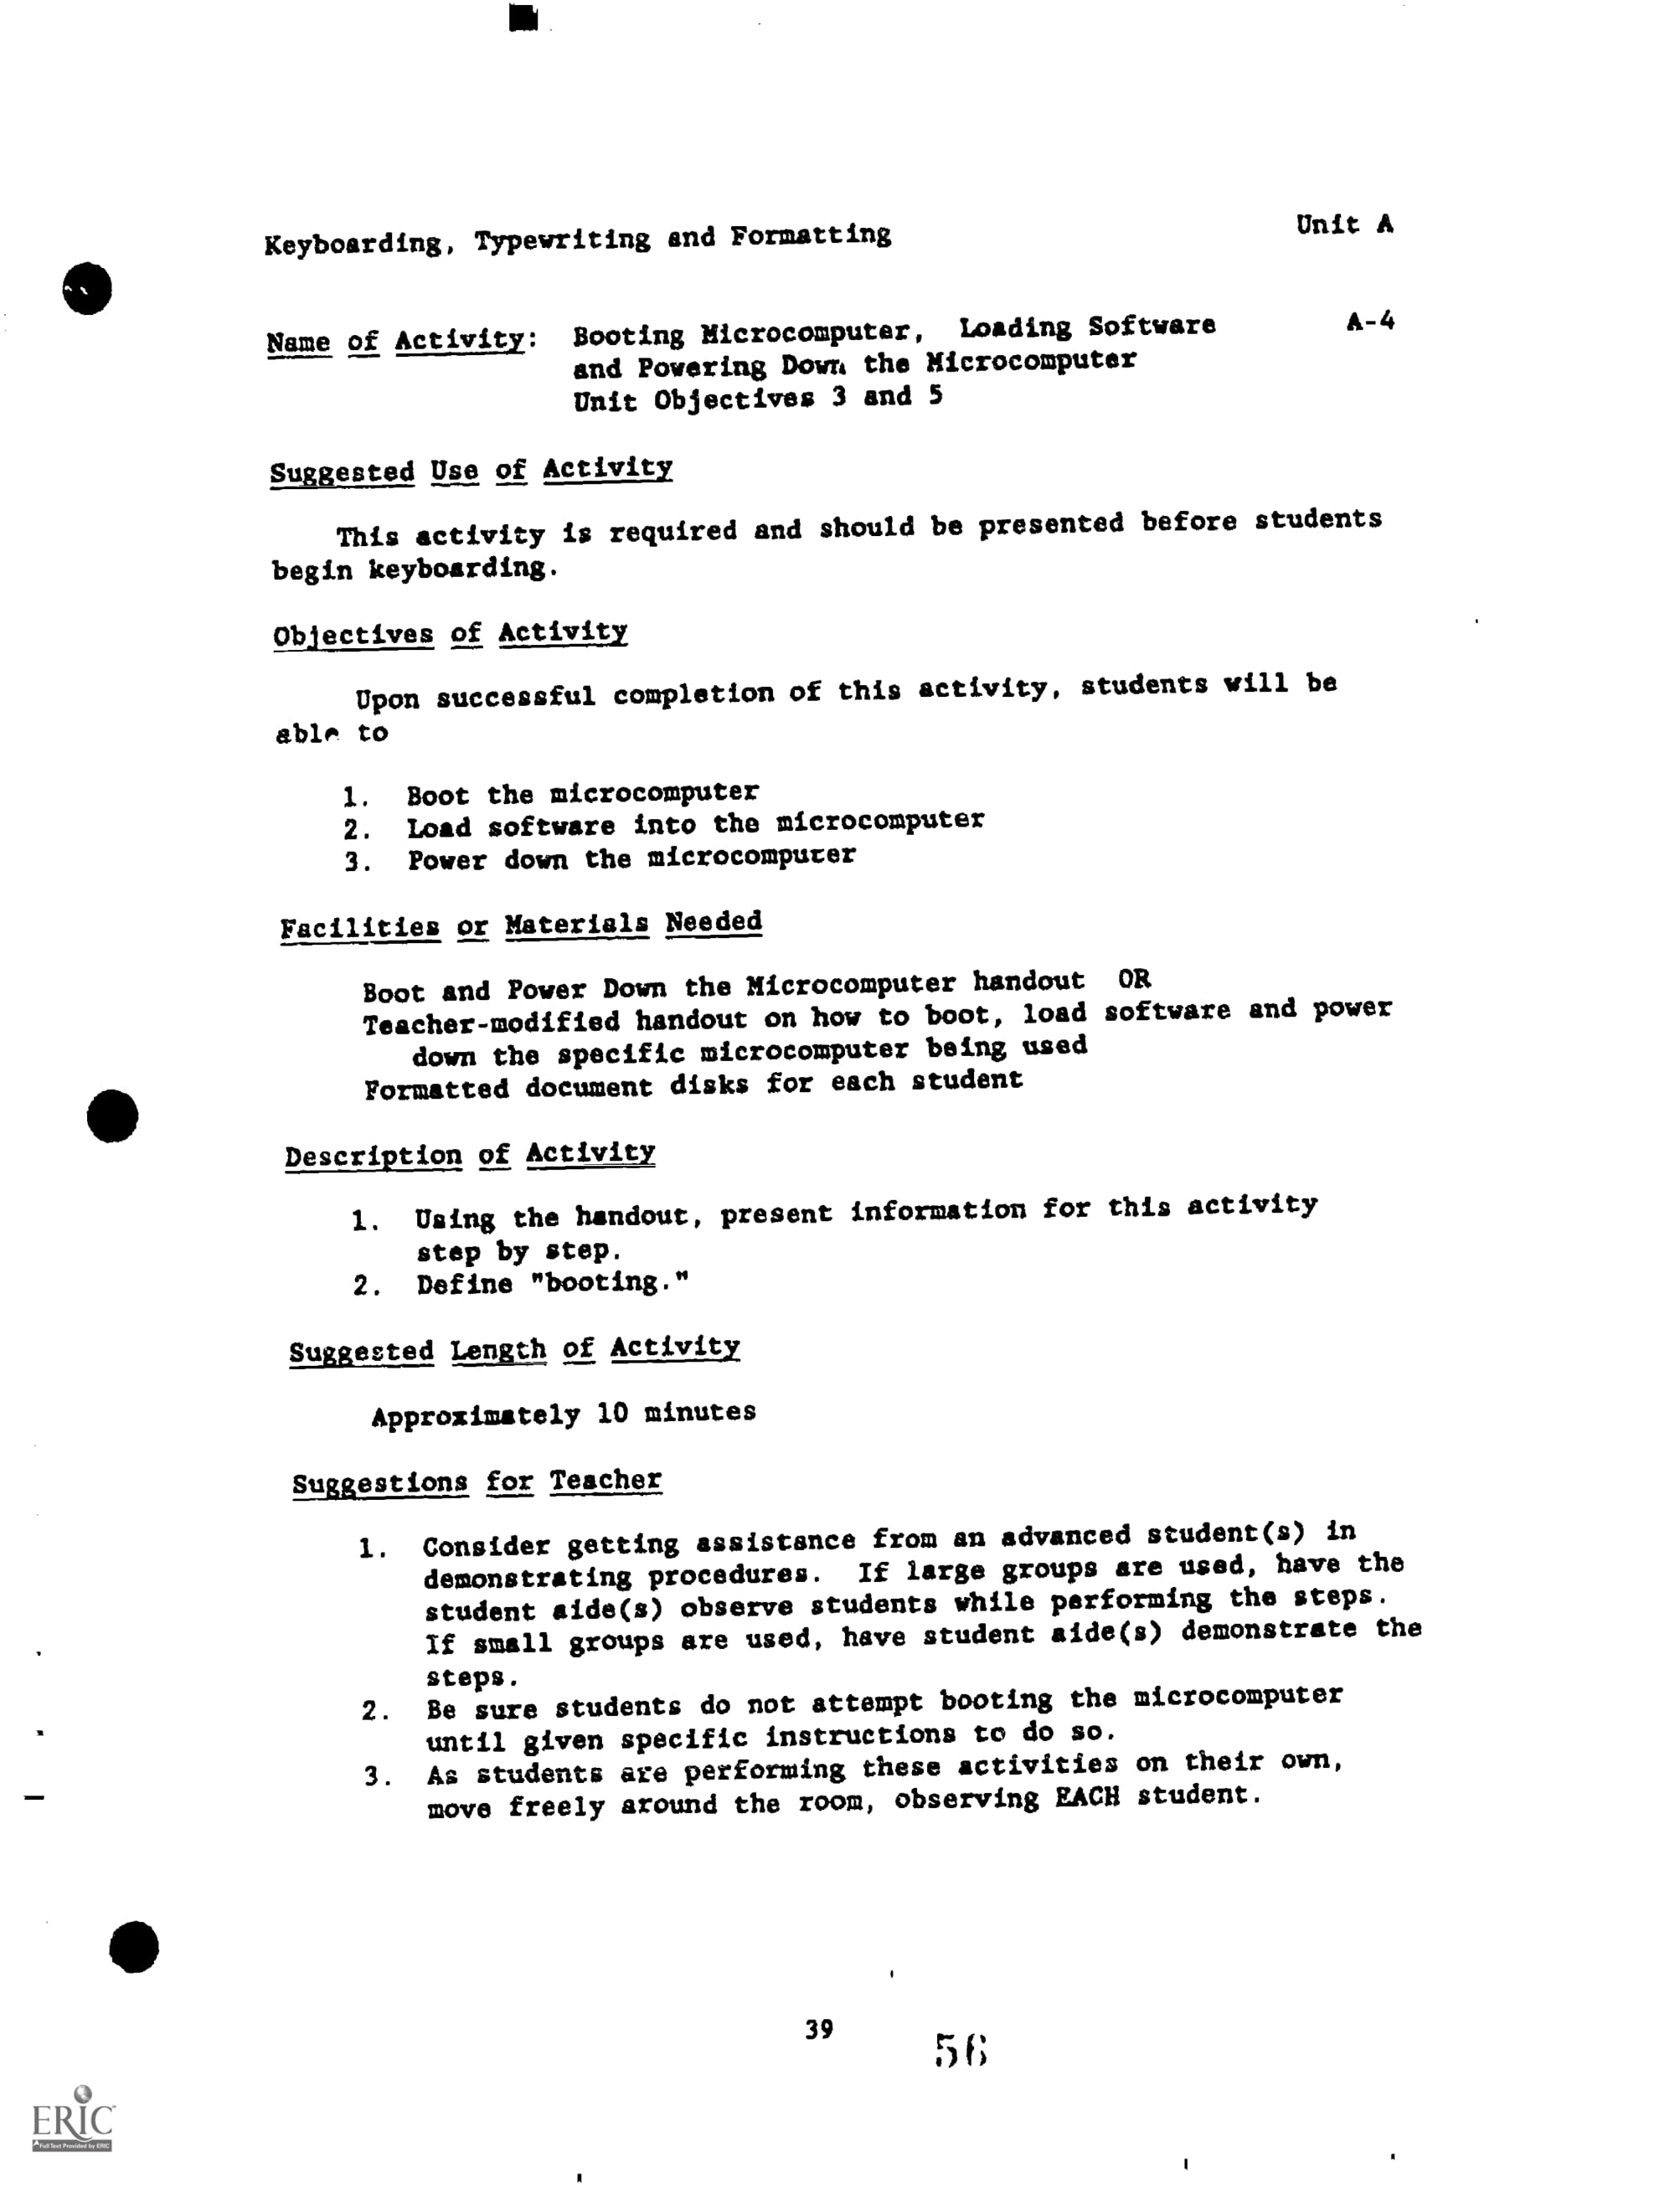 Keyboarding, Typewriting and Formatting Unit A
Name of Activity: Booting Microcomputer, Loading Software A-4
and Powering Down the Microcomputer
Unit Objectives 3 and 5
Suggested Use of Activity
This activity is required and should be presented before students
begin keyboarding.
Objectives of Activity
Upon successful completion of this activity, students will be
able to
1. Boot the microcomputer
2. Load software into the microcomputer
3. Power down the microcomputer
Facilities or Materials Needed
Boot and Power Down the Microcomputer handout OR
Teacher-modified handout on how to boot, load software and power
down the specific microcomputer being used
Formatted document disks for each student
Description of Activity
1. Using the handout, present information for this activity
step by step.
2. Define "booting."
Suggested Length of Activity
Approximately 10 minutes
Suggestions for Teacher
1. Consider getting assistance from an advanced student(s) in
demonstrating procedures. If large groups are used, have the
student aide(s) observe students while performing the steps.
If small groups are used, have student aide(s) demonstrate the
steps.
2. Be sure students do not attempt booting the microcomputer
until given specific instructions to do so.
3. As students are performing these activities on their own,
move freely around the room, observing EACH student.
39
56
ERIC
Full Text Provided by ERIC